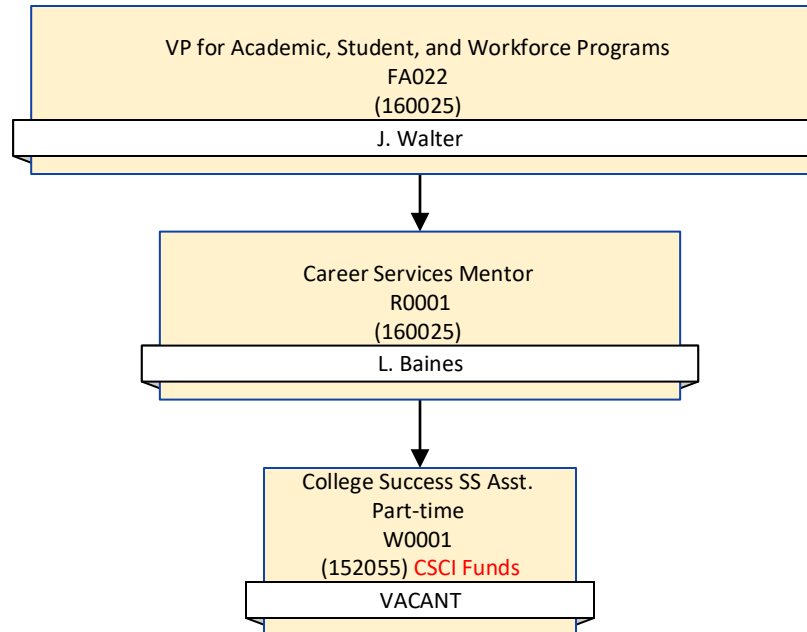 VP for Academic, Student, and Workforce Programs
FA022
(160025)
J. Walter
Career Services Mentor
R0001
(160025)
L. Baines
College Success SS Asst.
Part-time
W0001
(152055) CSCI Funds
VACANT